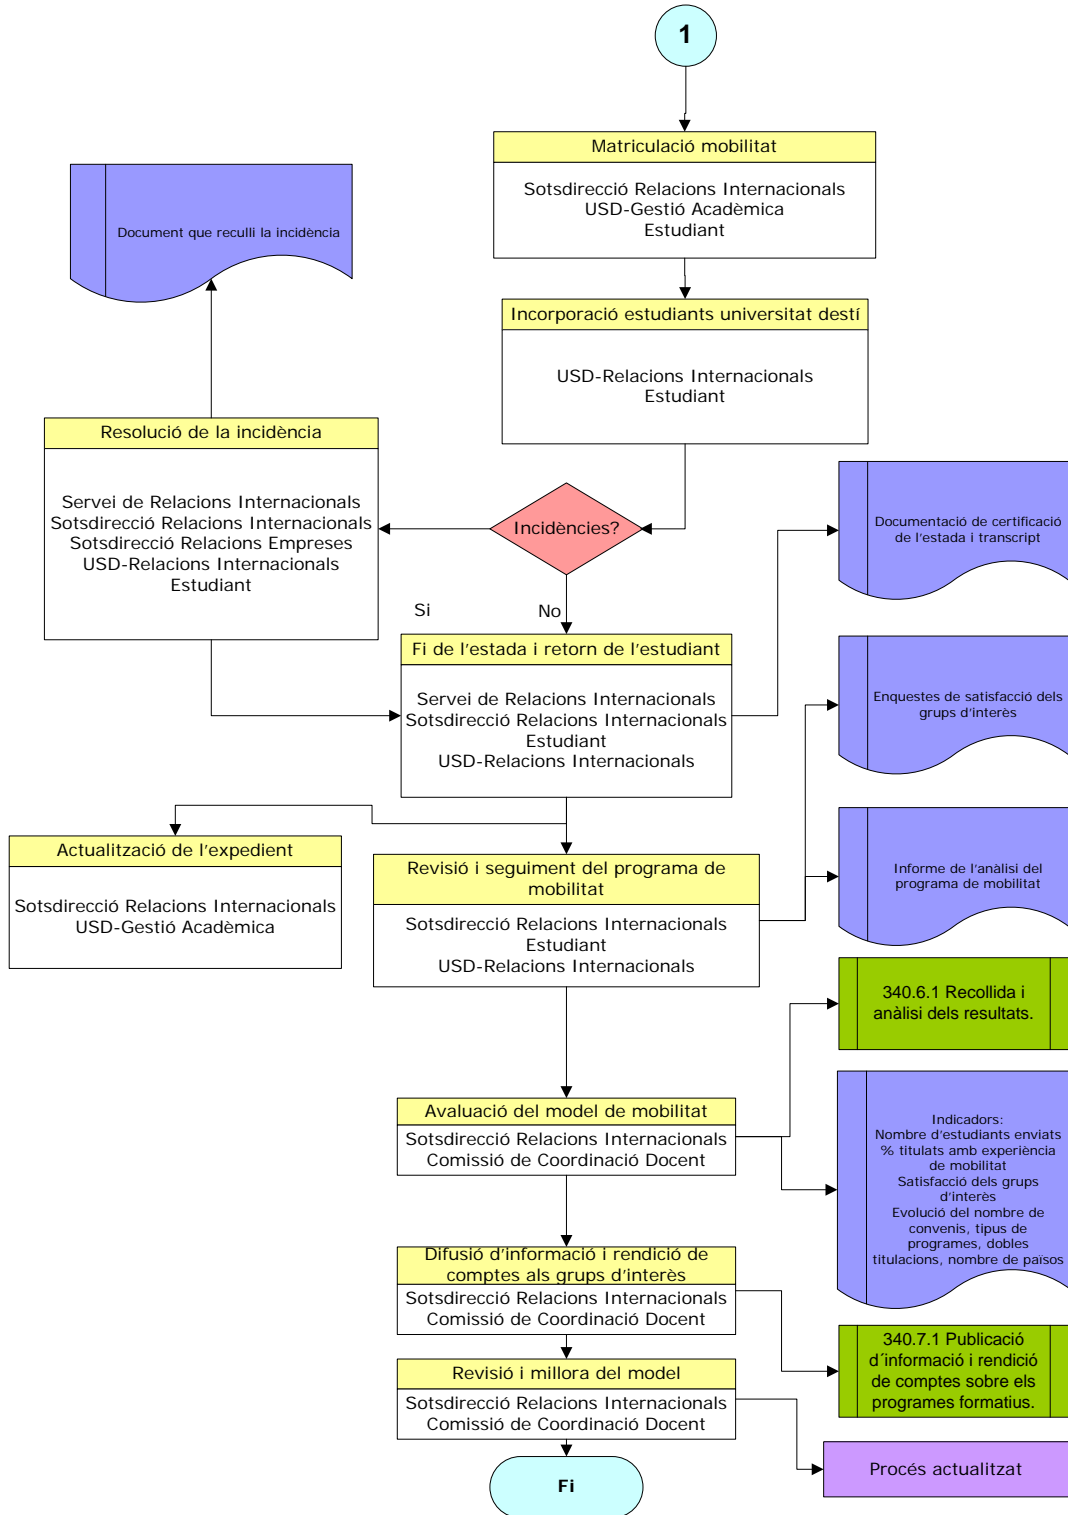 1
Matriculació mobilitat
Sotsdirecció Relacions Internacionals
USD-Gestió Acadèmica
Estudiant
Document que reculli la incidència
Incorporació estudiants universitat destí
USD-Relacions Internacionals
Estudiant
Resolució de la incidència
Servei de Relacions Internacionals
Sotsdirecció Relacions Internacionals
Sotsdirecció Relacions Empreses
USD-Relacions Internacionals
Estudiant
Incidències?
Si
No
Documentació de certificació
de l'estada i transcript
Fi de l'estada i retorn de l'estudiant
Servei de Relacions Internacionals
Sotsdirecció Relacions Internacionals
Estudiant
USD-Relacions Internacionals
Enquestes de satisfacció dels
grups d'interès
Actualització de l'expedient
Sotsdirecció Relacions Internacionals
USD-Gestió Acadèmica
Revisió i seguiment del programa de
mobilitat
Sotsdirecció Relacions Internacionals
Estudiant
USD-Relacions Internacionals
Informe de l'anàlisi del
programa de mobilitat
340.6.1 Recollida i
anàlisi dels resultats.
Avaluació del model de mobilitat
Sotsdirecció Relacions Internacionals
Comissió de Coordinació Docent
Indicadors:
Nombre d'estudiants enviats
% titulats amb experiència
de mobilitat
Satisfacció dels grups
d'interès
Evolució del nombre de
convenis, tipus de
programes, dobles
titulacions, nombre de països
Difusió d'informació i rendició de
comptes als grups d'interès
Sotsdirecció Relacions Internacionals
Comissió de Coordinació Docent
340.7.1 Publicació
d´informació i rendició
de comptes sobre els
programes formatius.
Revisió i millora del model
Sotsdirecció Relacions Internacionals
Comissió de Coordinació Docent
Procés actualitzat
Fi